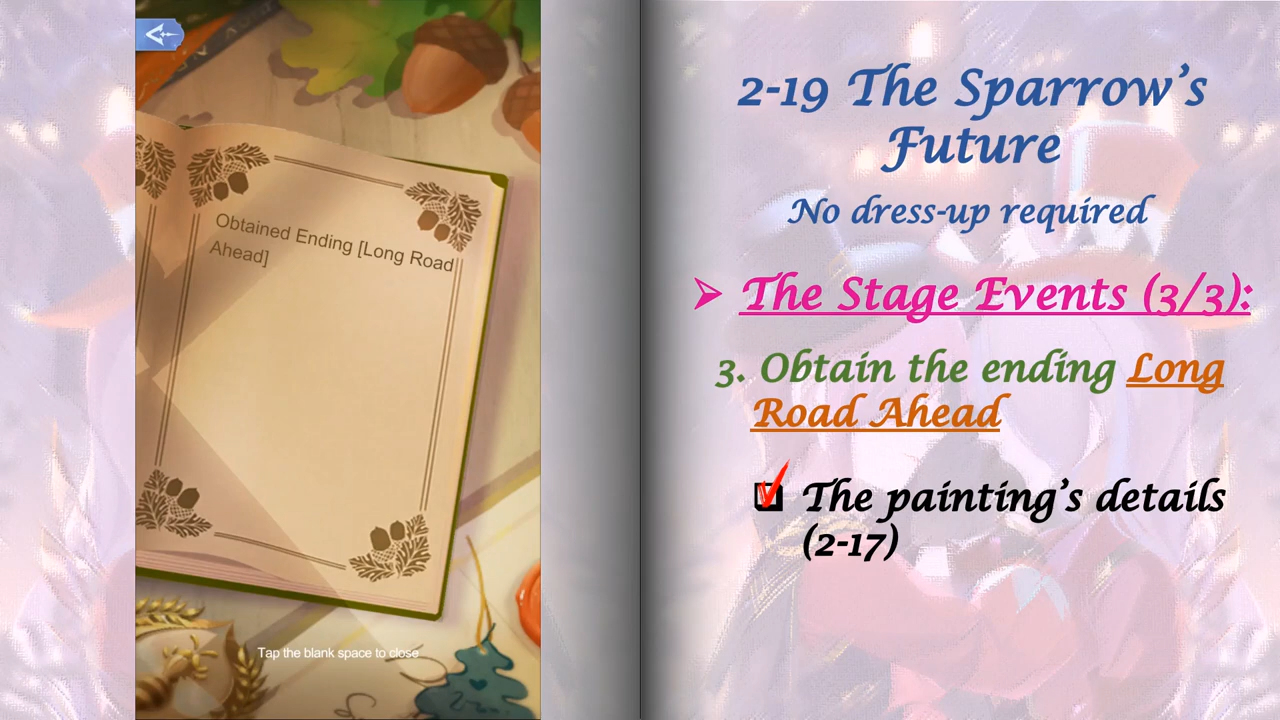 Obtained Ending [Long Road
Ahead]
Tap the blank space to close
2-19 The Sparrow's
Future
No dress-up required
The Stage Events (3/3):
3. Obtain the ending Long
Road Ahead
The painting's details
(2-17)